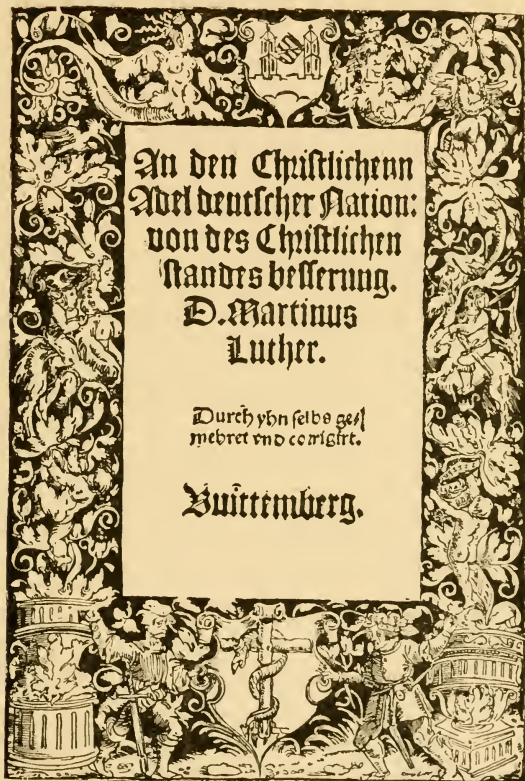 An den Christlichenn
Adel deutscher Nation:
von des Christlichen
standes besserung.
D. Martinus
Luther.
Durch yhn selbs ge⸗
mehret vnd corrigirt.
Vuittemberg.